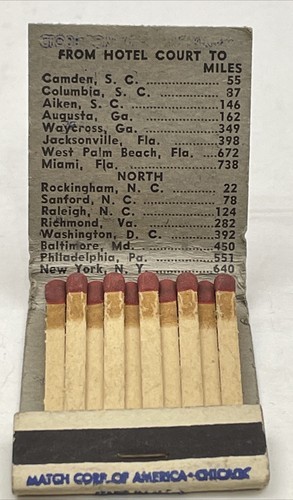 FROM HOTEL COURT TO
MILES
Camden, S. C. .................. 55
Columbia, S. C. ............... 87
Aiken, S. C. .................... 146
Augusta, Ga. .................. 162
Waycross, Ga. ................ 349
Jacksonville, Fla. ............. 398
West Palm Beach, Fla. ....672
Miami, Fla. .................... 738
NORTH
Rockingham, N. C. ........... 22
Sanford, N. C. ................. 78
Raleigh, N. C. ................. 124
Richmond, Va. ................. 282
Washington, D. C. ........... 392
Baltimore, Md. ................ 450
Philadelphia, Pa. ............. 551
New York, N. Y. .............. 640
MATCH CORP. OF AMERICA-CHICAGO